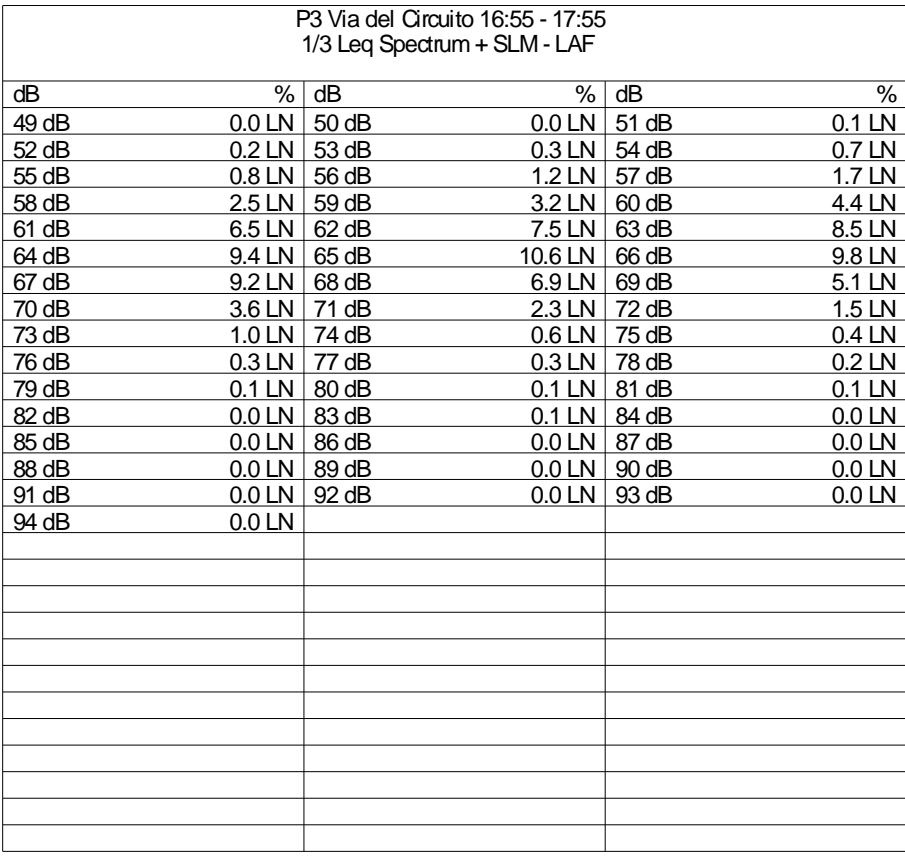 P3 Via del Circuito 16:55 - 17:55
1/3 Leq Spectrum + SLM - LAF
dB % dB % dB %
49 dB 0.0 LN 50 dB 0.0 LN 51 dB 0.1 LN
52 dB 0.2 LN 53 dB 0.3 LN 54 dB 0.7 LN
55 dB 0.8 LN 56 dB 1.2 LN 57 dB 1.7 LN
58 dB 2.5 LN 59 dB 3.2 LN 60 dB 4.4 LN
61 dB 6.5 LN 62 dB 7.5 LN 63 dB 8.5 LN
64 dB 9.4 LN 65 dB 10.6 LN 66 dB 9.8 LN
67 dB 9.2 LN 68 dB 6.9 LN 69 dB 5.1 LN
70 dB 3.6 LN 71 dB 2.3 LN 72 dB 1.5 LN
73 dB 1.0 LN 74 dB 0.6 LN 75 dB 0.4 LN
76 dB 0.3 LN 77 dB 0.3 LN 78 dB 0.2 LN
79 dB 0.1 LN 80 dB 0.1 LN 81 dB 0.1 LN
82 dB 0.0 LN 83 dB 0.1 LN 84 dB 0.0 LN
85 dB 0.0 LN 86 dB 0.0 LN 87 dB 0.0 LN
88 dB 0.0 LN 89 dB 0.0 LN 90 dB 0.0 LN
91 dB 0.0 LN 92 dB 0.0 LN 93 dB 0.0 LN
94 dB 0.0 LN